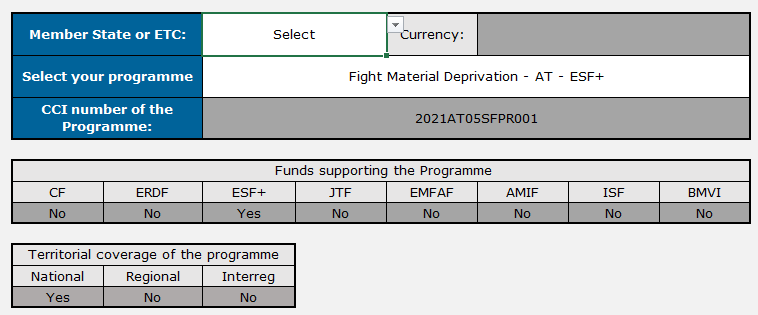 Member State or ETC: Select Currency:
Select your programme Fight Material Deprivation - AT - ESF+
CCI number of the
Programme: 2021AT05SFPR001
Funds supporting the Programme
CF ERDF ESF+ JTF EMFAF AMIF ISF BMVI
No No Yes No No No No No
Territorial coverage of the programme
National Regional Interreg
Yes No No